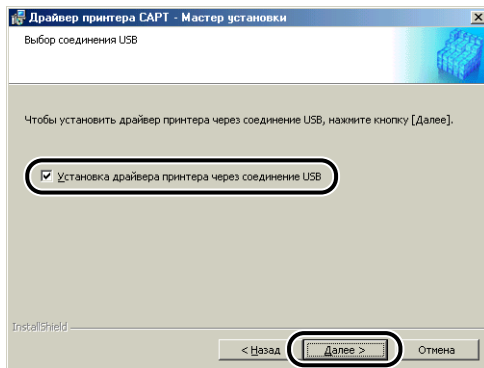 Драйвер принтера CAPT - Мастер установки
Выбор соединения USB
Чтобы установить драйвер принтера через соединение USB, нажмите кнопку [Далее].
Установка драйвера принтера через соединение USB
InstallShield
< Назад Далее > Отмена